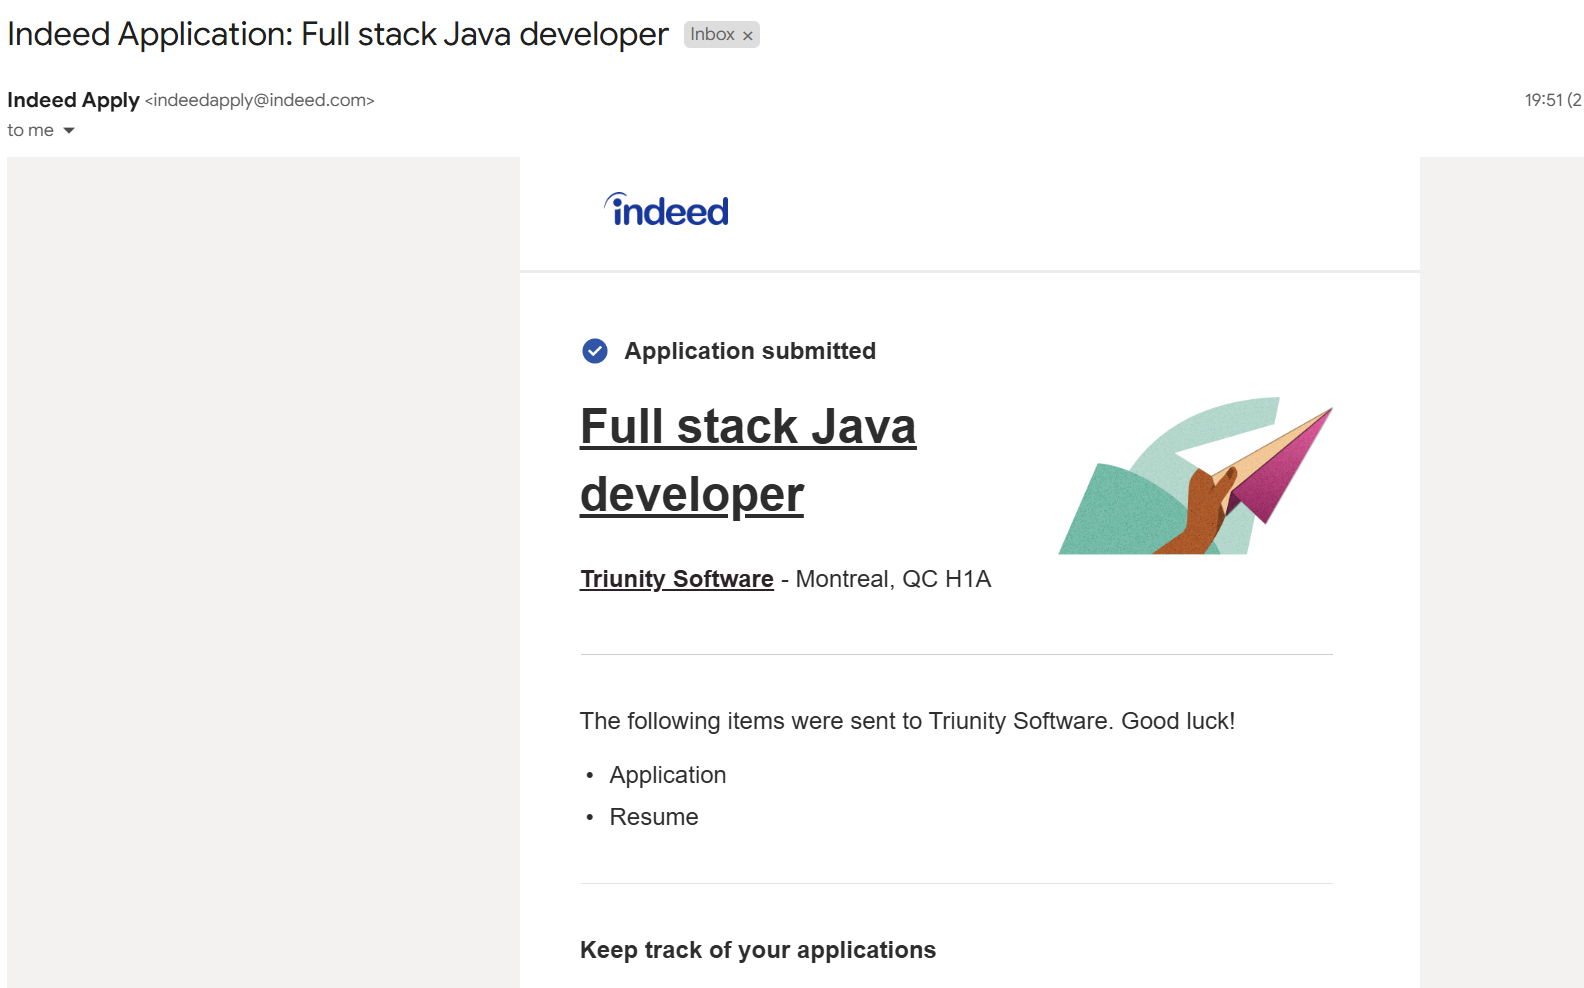 Indeed Application: Full stack Java developer Inbox ×
Indeed Apply <indeedapply@indeed.com> 19:51 (2
to me
indeed
Application submitted
Full stack Java
developer
Triunity Software - Montreal, QC H1A
The following items were sent to Triunity Software. Good luck!
• Application
• Resume
Keep track of your applications